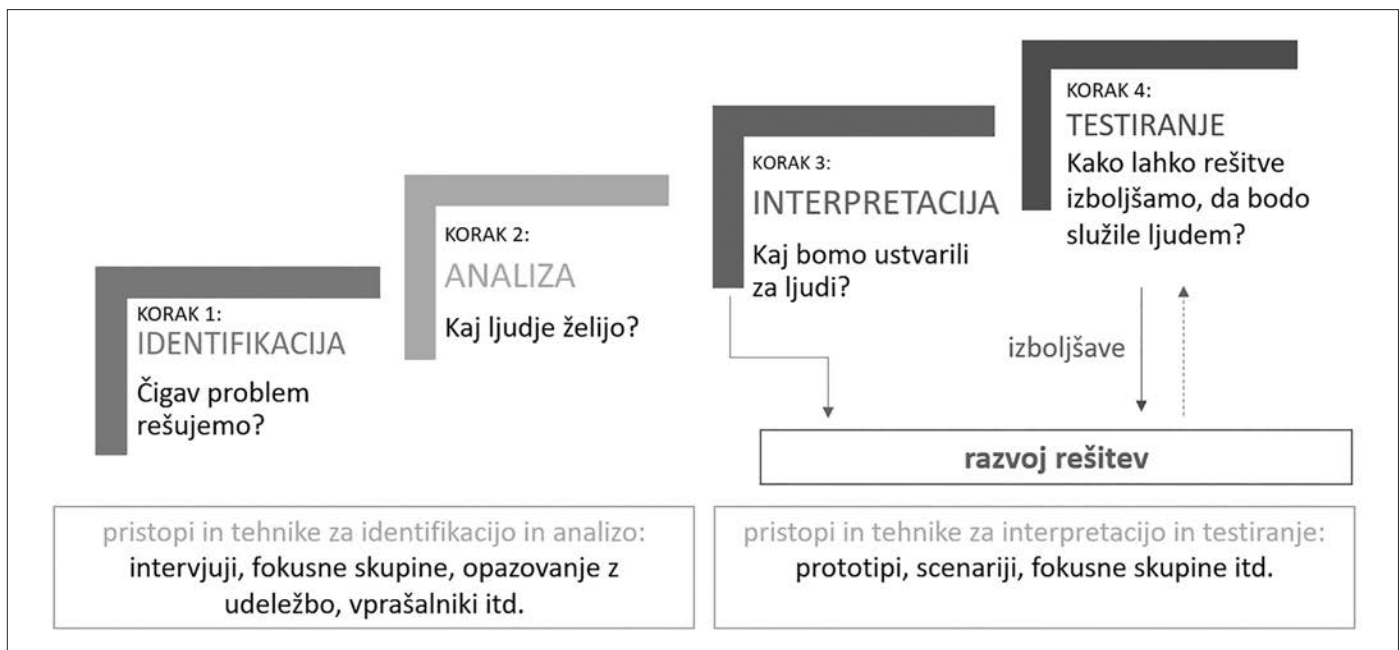 KORAK 1:
IDENTIFIKACIJA
Čigav problem
rešujemo?
KORAK 2:
ANALIZA
Kaj ljudje želijo?
KORAK 3:
INTERPRETACIJA
Kaj bomo ustvarili
za ljudi?
KORAK 4:
TESTIRANJE
Kako lahko rešitve
izboljšamo, da bodo
služile ljudem?
izboljšave
razvoj rešitev
pristopi in tehnike za identifikacijo in analizo:
intervjuji, fokusne skupine, opazovanje z
udeležbo, vprašalniki itd.
pristopi in tehnike za interpretacijo in testiranje:
prototipi, scenariji, fokusne skupine itd.